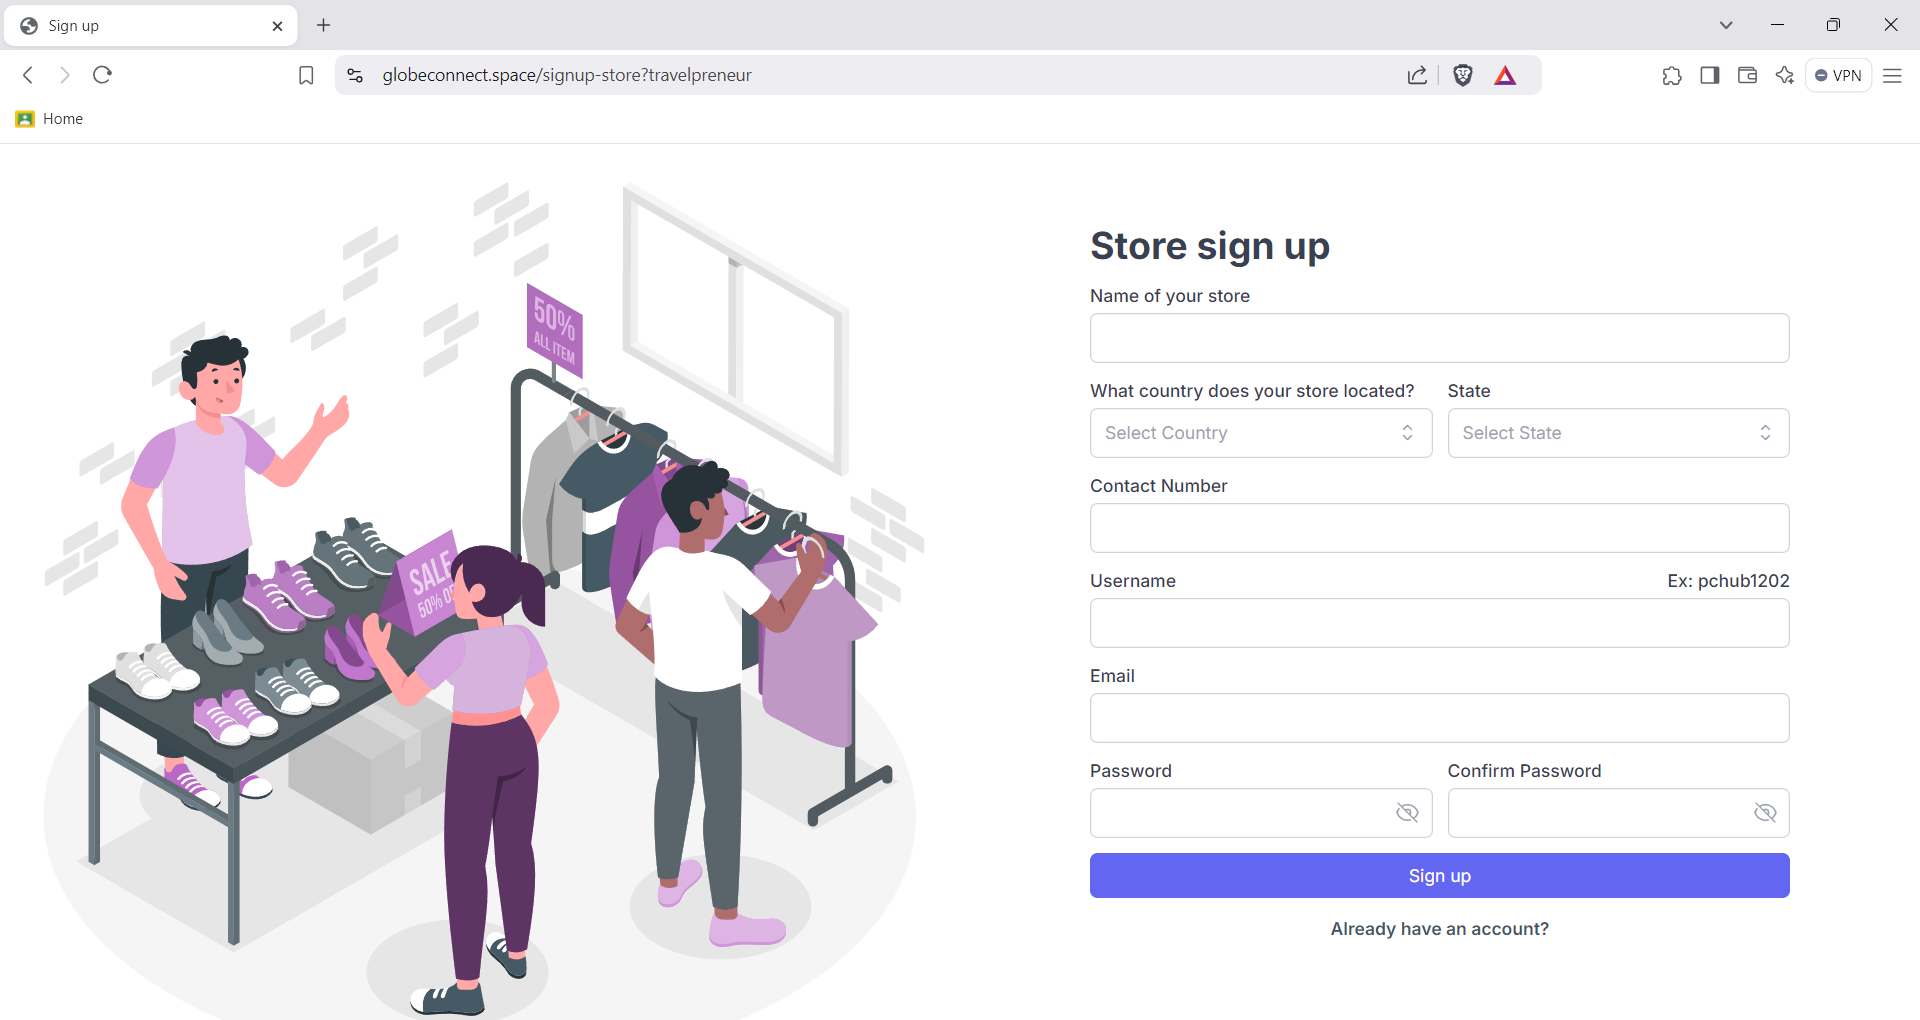 Sign up
globeconnect.space/signup-store?travelpreneur
VPN
Home
50%
ALL ITEM
SALE
Store sign up
Name of your store
What country does your store located? State
Select Country Select State
Contact Number
Username Ex: pchub1202
Email
Password Confirm Password
Sign up
Already have an account?